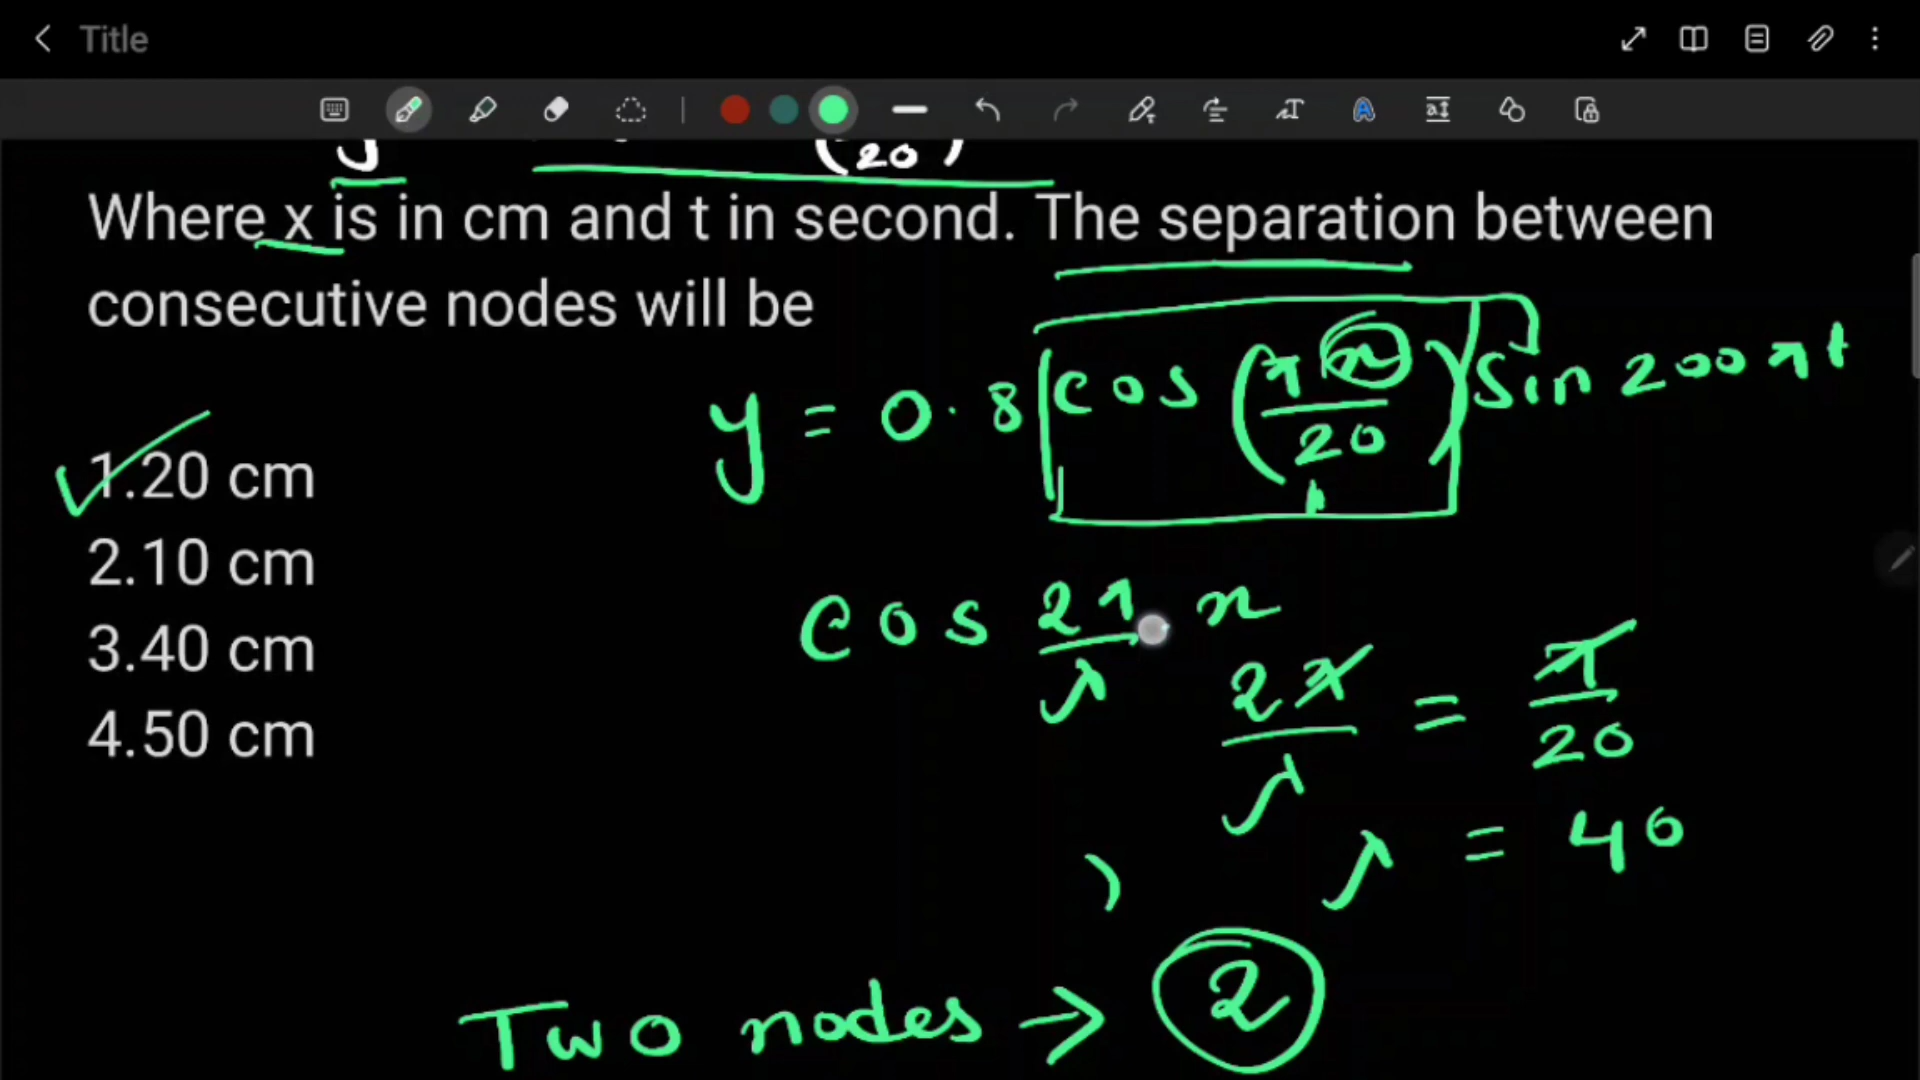 Title
y (20)
Where x is in cm and t in second. The separation between
consecutive nodes will be
y = 0.8 cos (πx/20) sin 200πt
1.20 cm
2.10 cm
3.40 cm
4.50 cm
cos 2π/λ x
2π/λ = π/20
λ = 40
Two nodes → 2